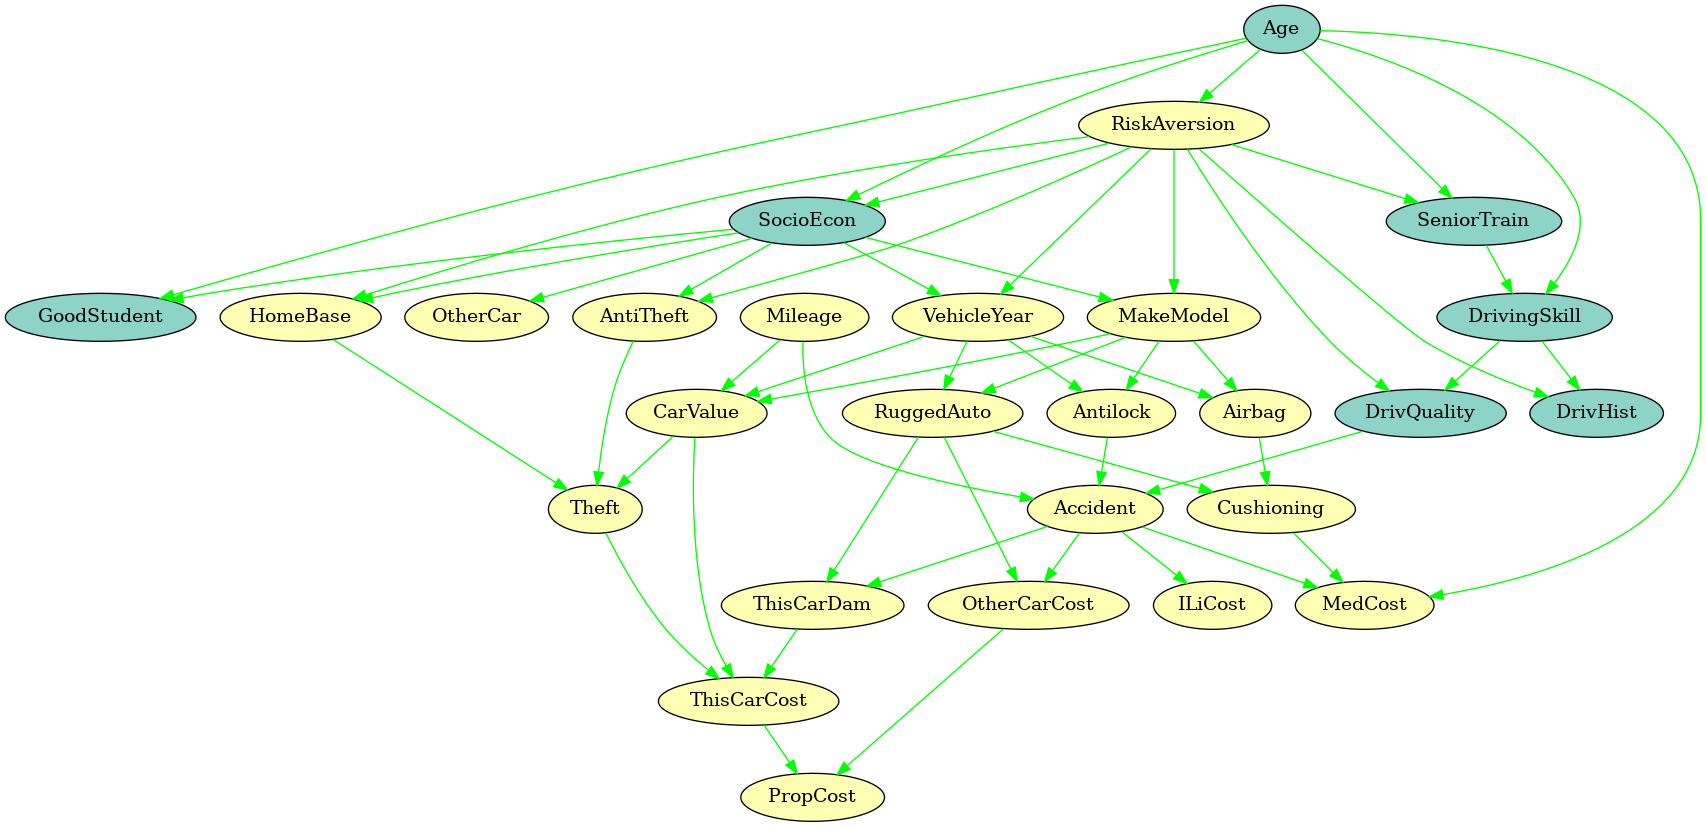 Age
RiskAversion
SocioEcon
SeniorTrain
GoodStudent
HomeBase
OtherCar
AntiTheft
Mileage
VehicleYear
MakeModel
DrivingSkill
CarValue
RuggedAuto
Antilock
Airbag
DrivQuality
DrivHist
Theft
Accident
Cushioning
ThisCarDam
OtherCarCost
ILiCost
MedCost
ThisCarCost
PropCost